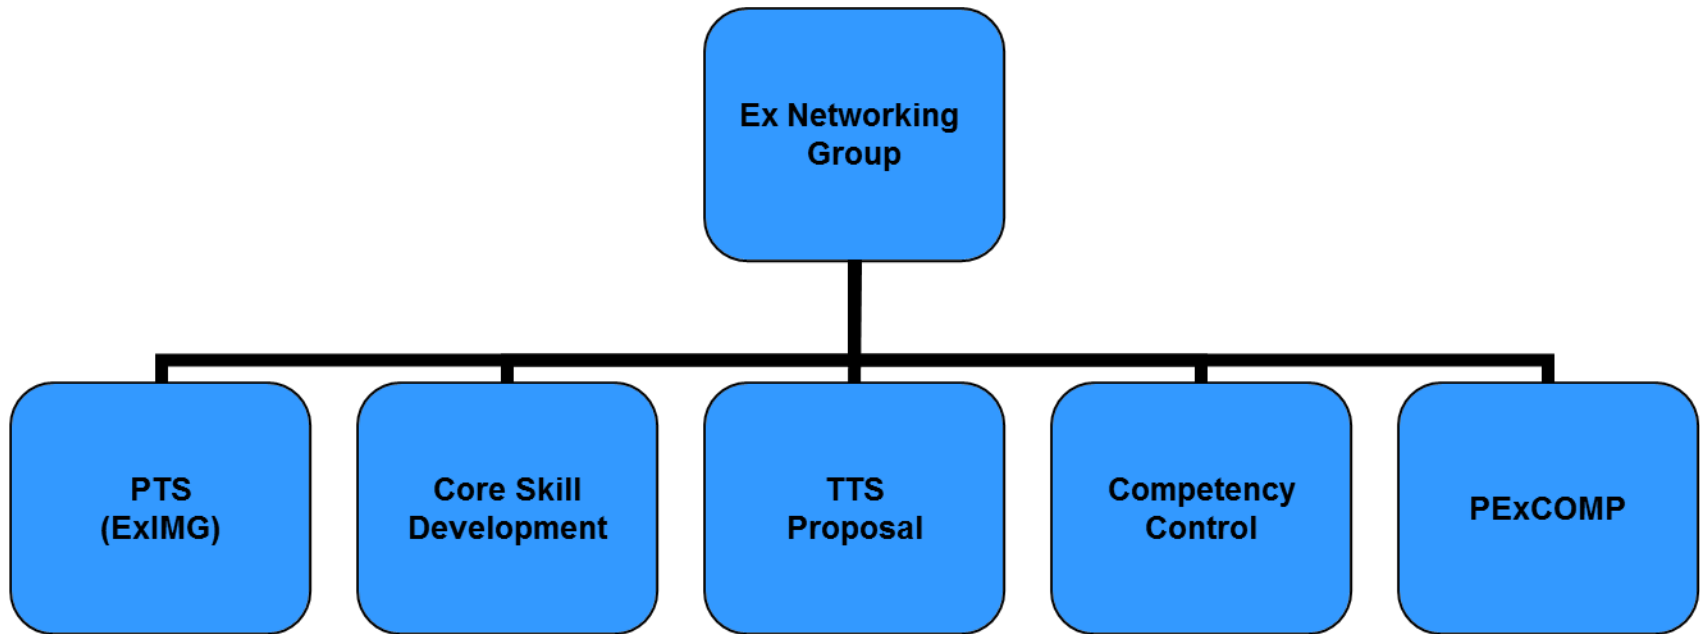 Ex Networking
Group
PTS
(ExIMG)
Core Skill
Development
TTS
Proposal
Competency
Control
PExCOMP